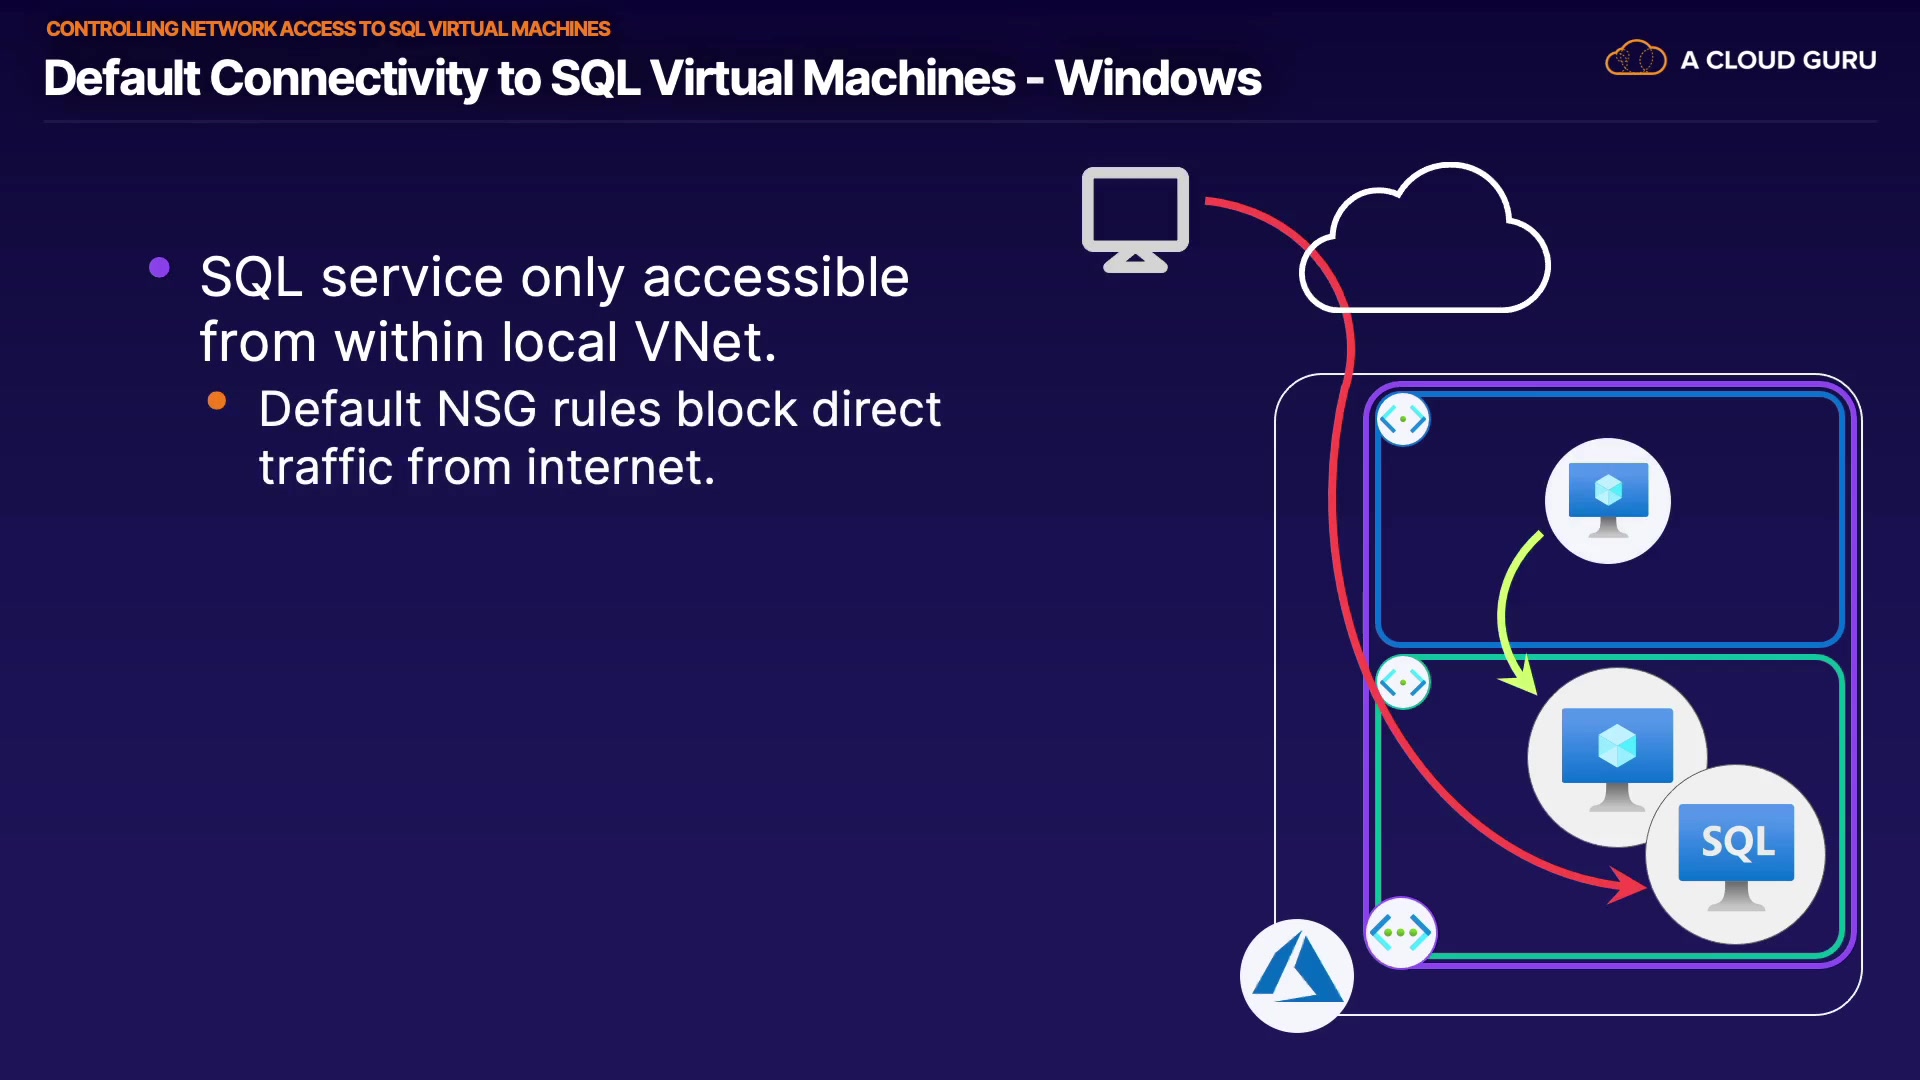 CONTROLLING NETWORK ACCESS TO SQL VIRTUAL MACHINES
Default Connectivity to SQL Virtual Machines - Windows
A CLOUD GURU
SQL service only accessible
from within local VNet.
Default NSG rules block direct
traffic from internet.
SQL